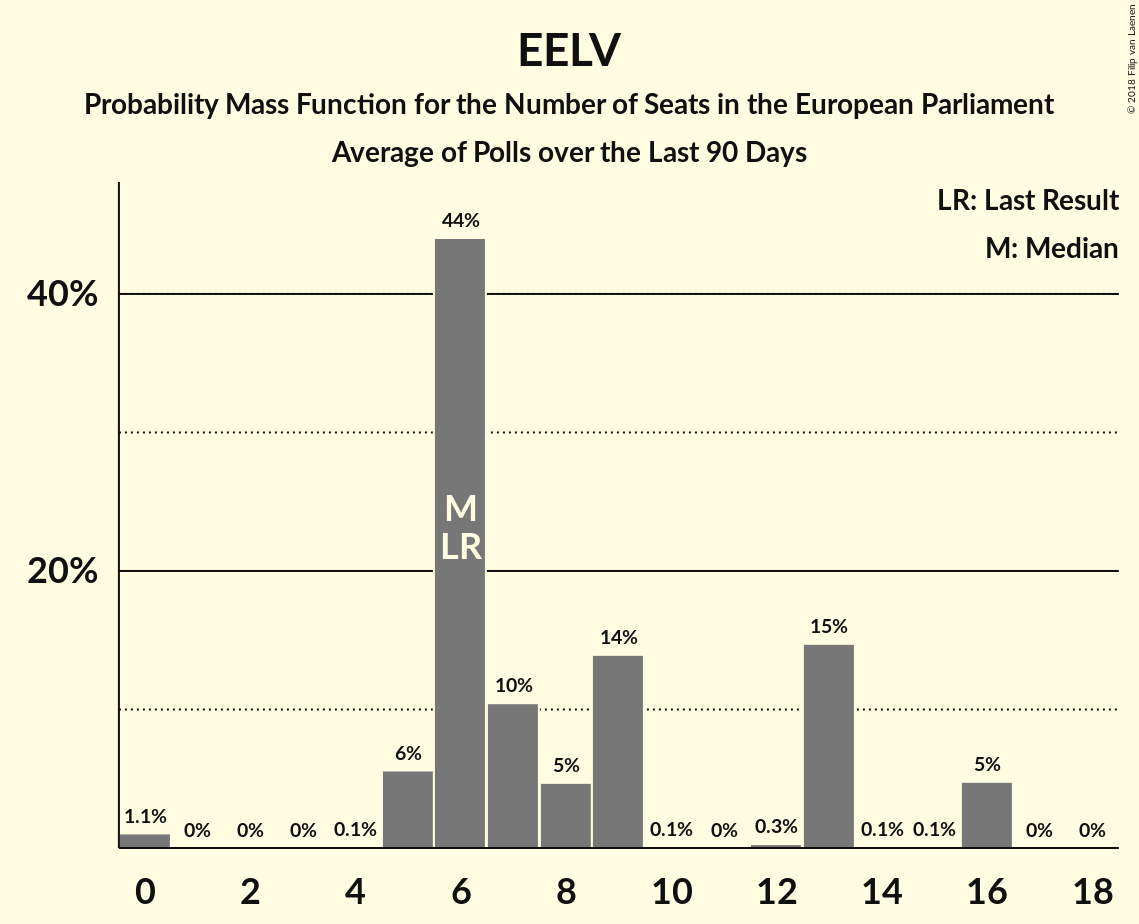 EELV
Probability Mass Function for the Number of Seats in the European Parliament
Average of Polls over the Last 90 Days
© 2018 Filip van Laenen
LR: Last Result
M: Median
40%
20%
1.1%
0%
0%
0%
0.1%
6%
44%
10%
5%
14%
0.1%
0%
0.3%
15%
0.1%
0.1%
5%
0%
0%
M
LR
0 2 4 6 8 10 12 14 16 18